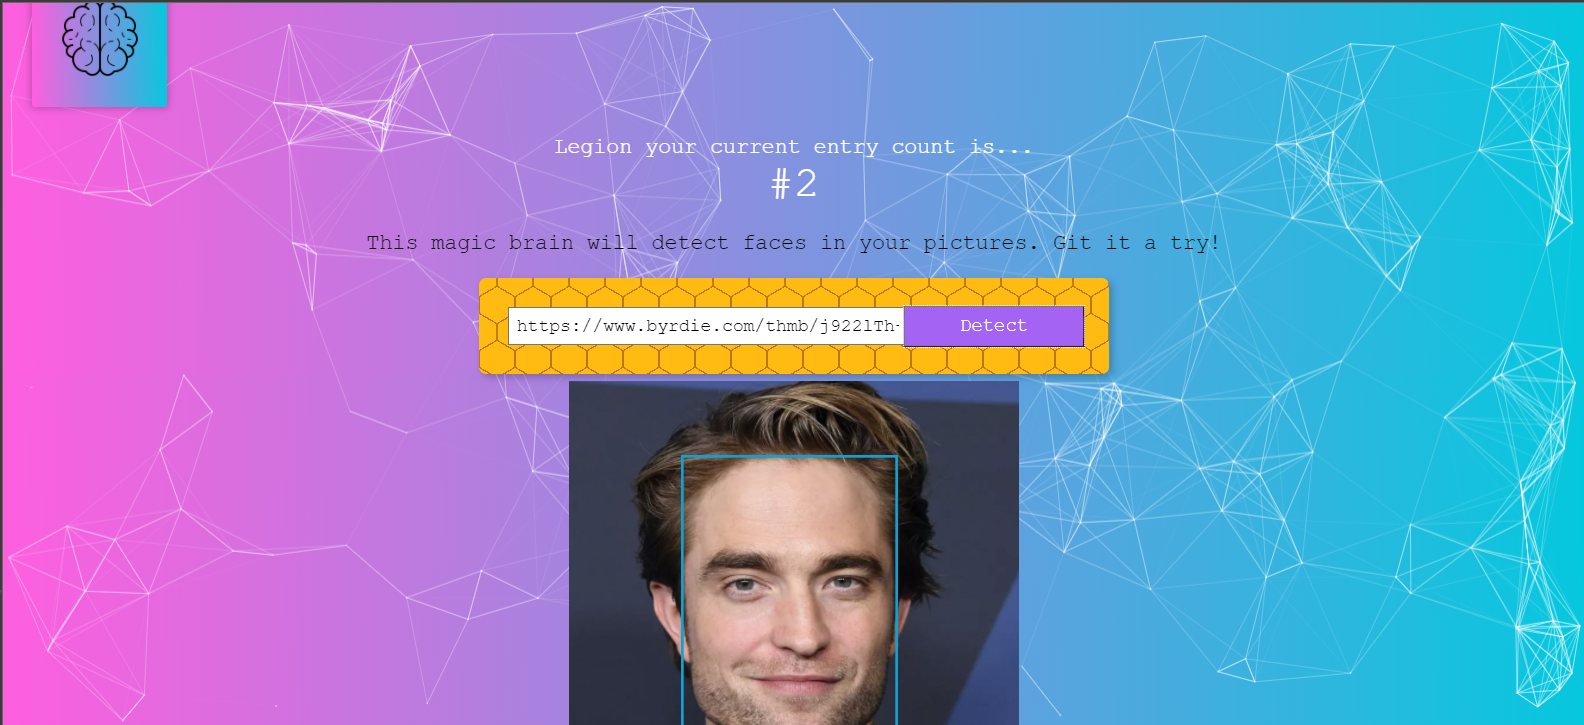 Legion your current entry count is...
#2
This magic brain will detect faces in your pictures. Git it a try!
https://www.byrdie.com/thmb/j922lTh- Detect